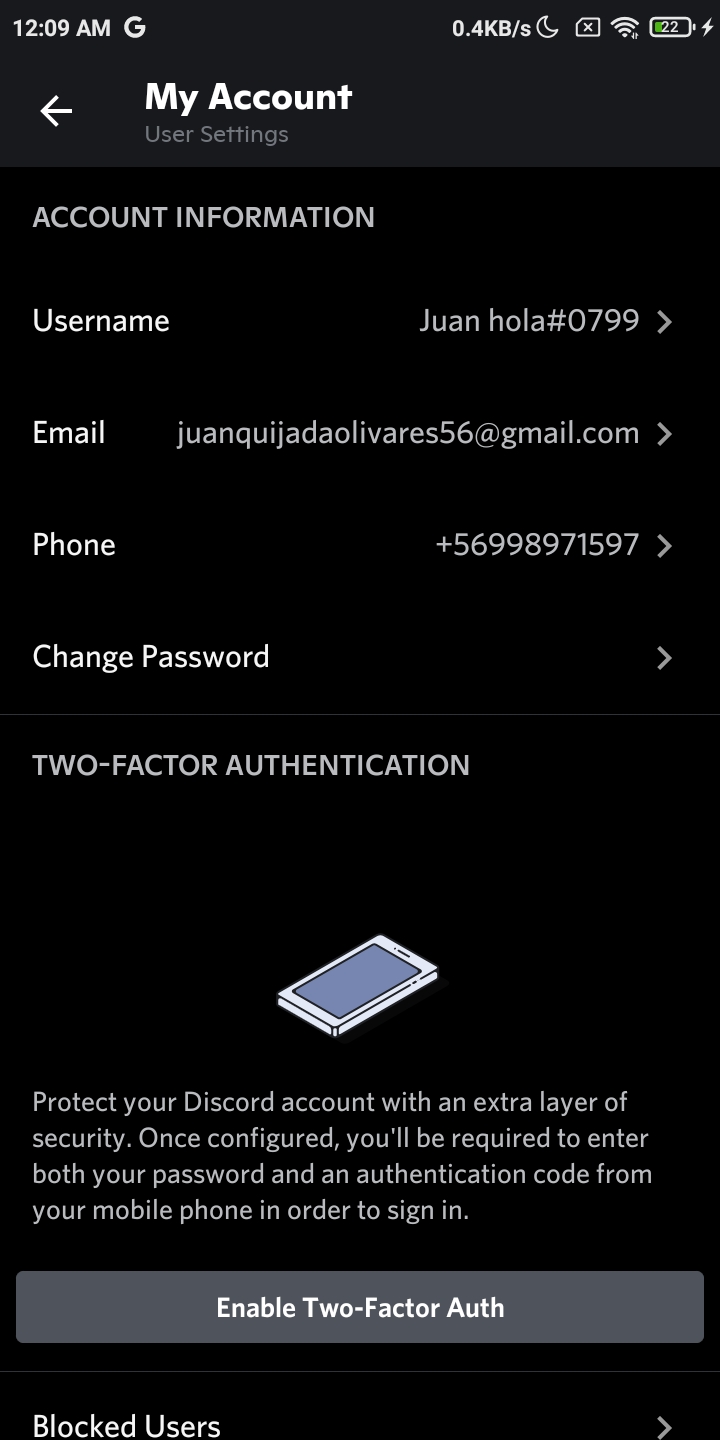 12:09 AM G 0.4KB/s 22
My Account
User Settings
ACCOUNT INFORMATION
Username Juan hola#0799
Email juanquijadaolivares56@gmail.com
Phone +56998971597
Change Password
TWO-FACTOR AUTHENTICATION
Protect your Discord account with an extra layer of
security. Once configured, you'll be required to enter
both your password and an authentication code from
your mobile phone in order to sign in.
Enable Two-Factor Auth
Blocked Users